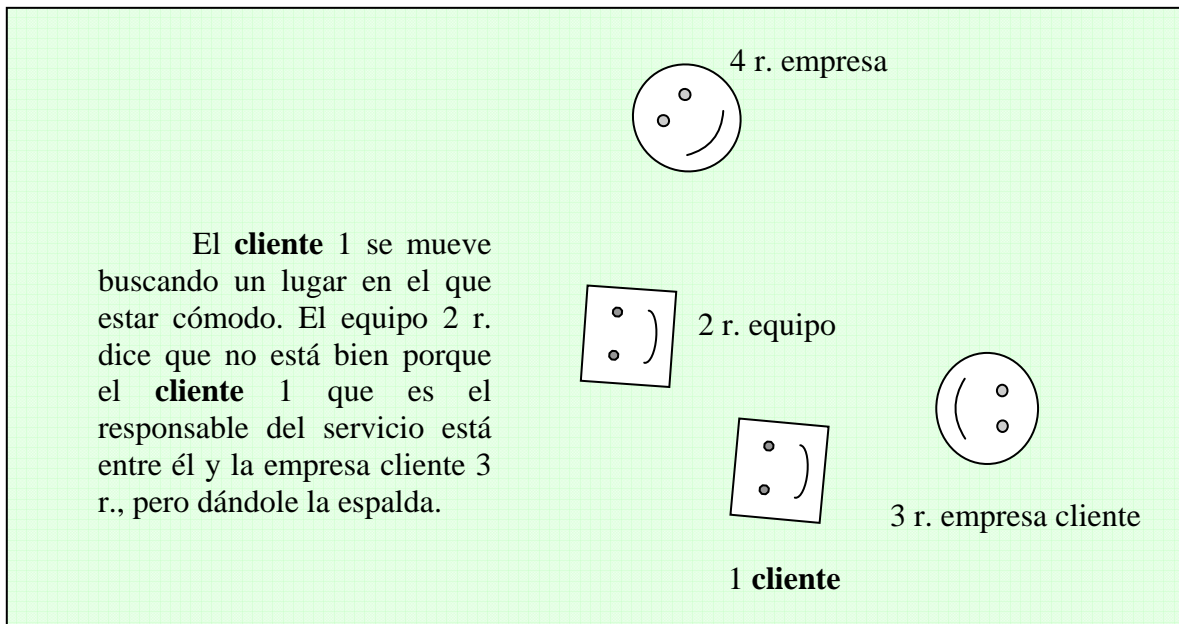 4 r. empresa
El cliente 1 se mueve
buscando un lugar en el que
estar cómodo. El equipo 2 r.
dice que no está bien porque
el cliente 1 que es el
responsable del servicio está
entre él y la empresa cliente 3
r., pero dándole la espalda.
2 r. equipo
3 r. empresa cliente
1 cliente